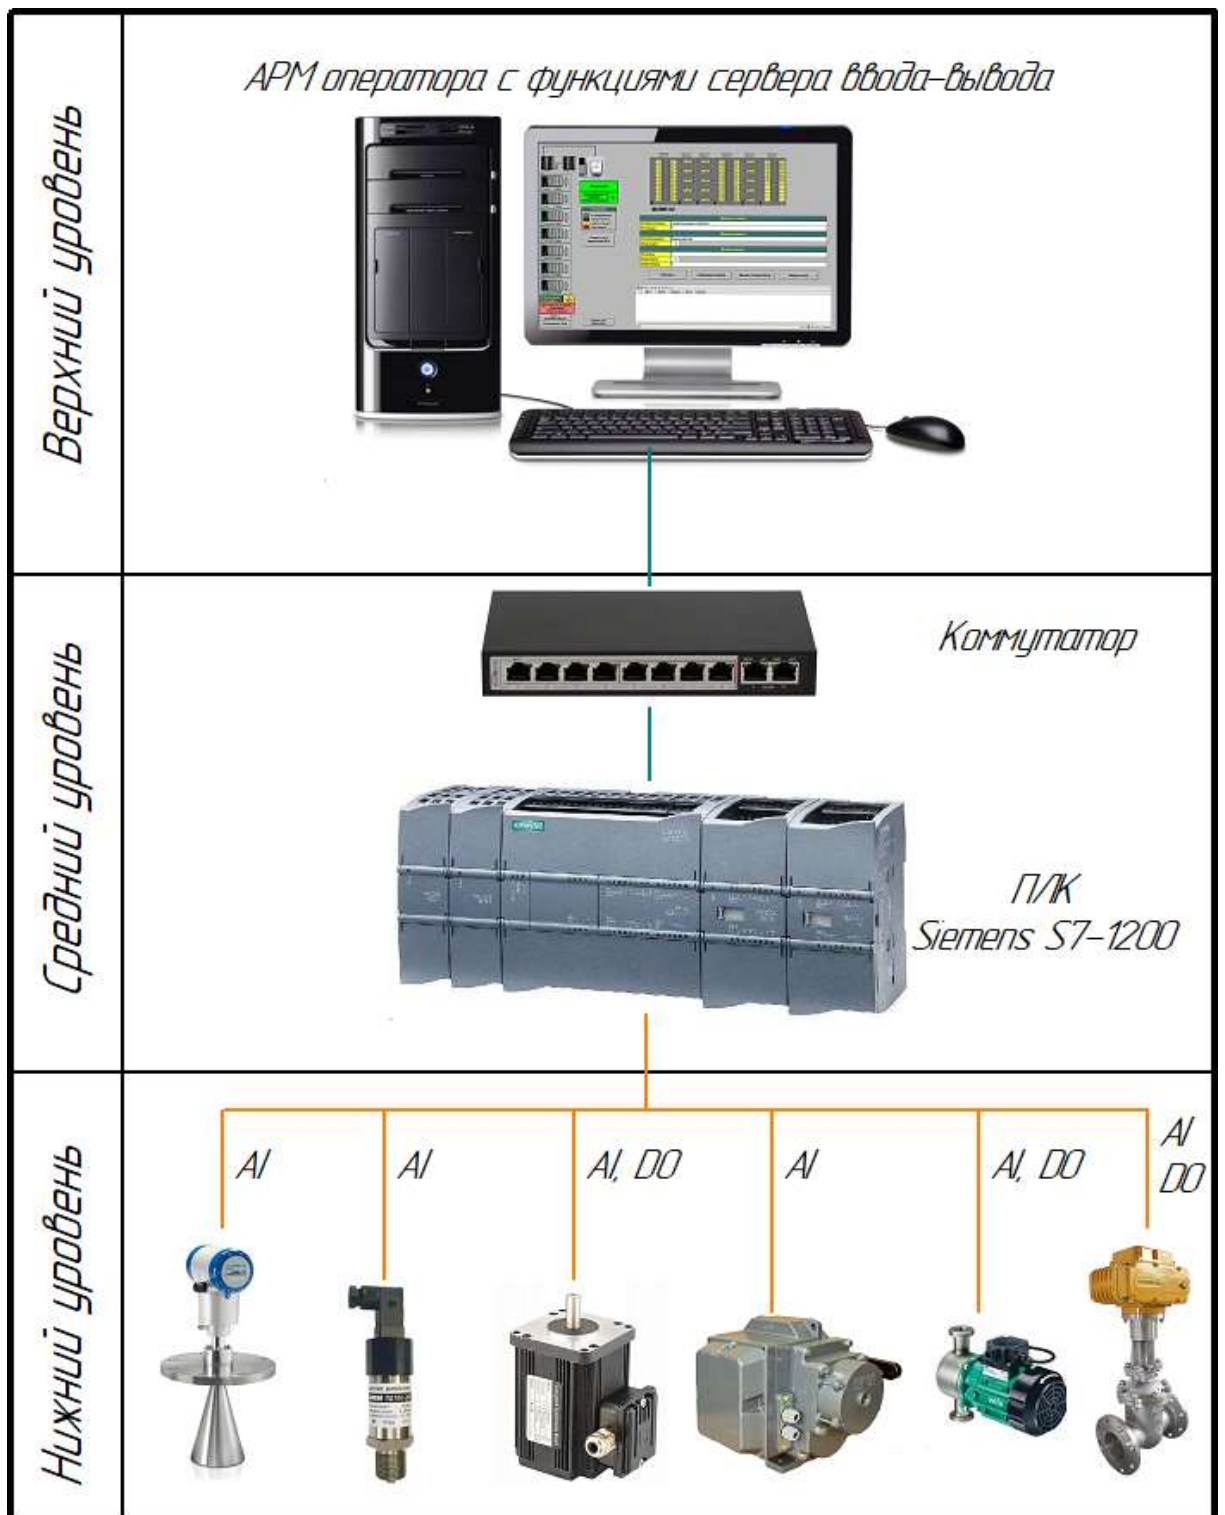 Верхний уровень
АРМ оператора с функциями сервера ввода-вывода
Средний уровень
Коммутатор
SIEMENS
ПЛК
Siemens S7-1200
Нижний уровень
AI
AI
AI, DO
AI
AI, DO
AI
DO